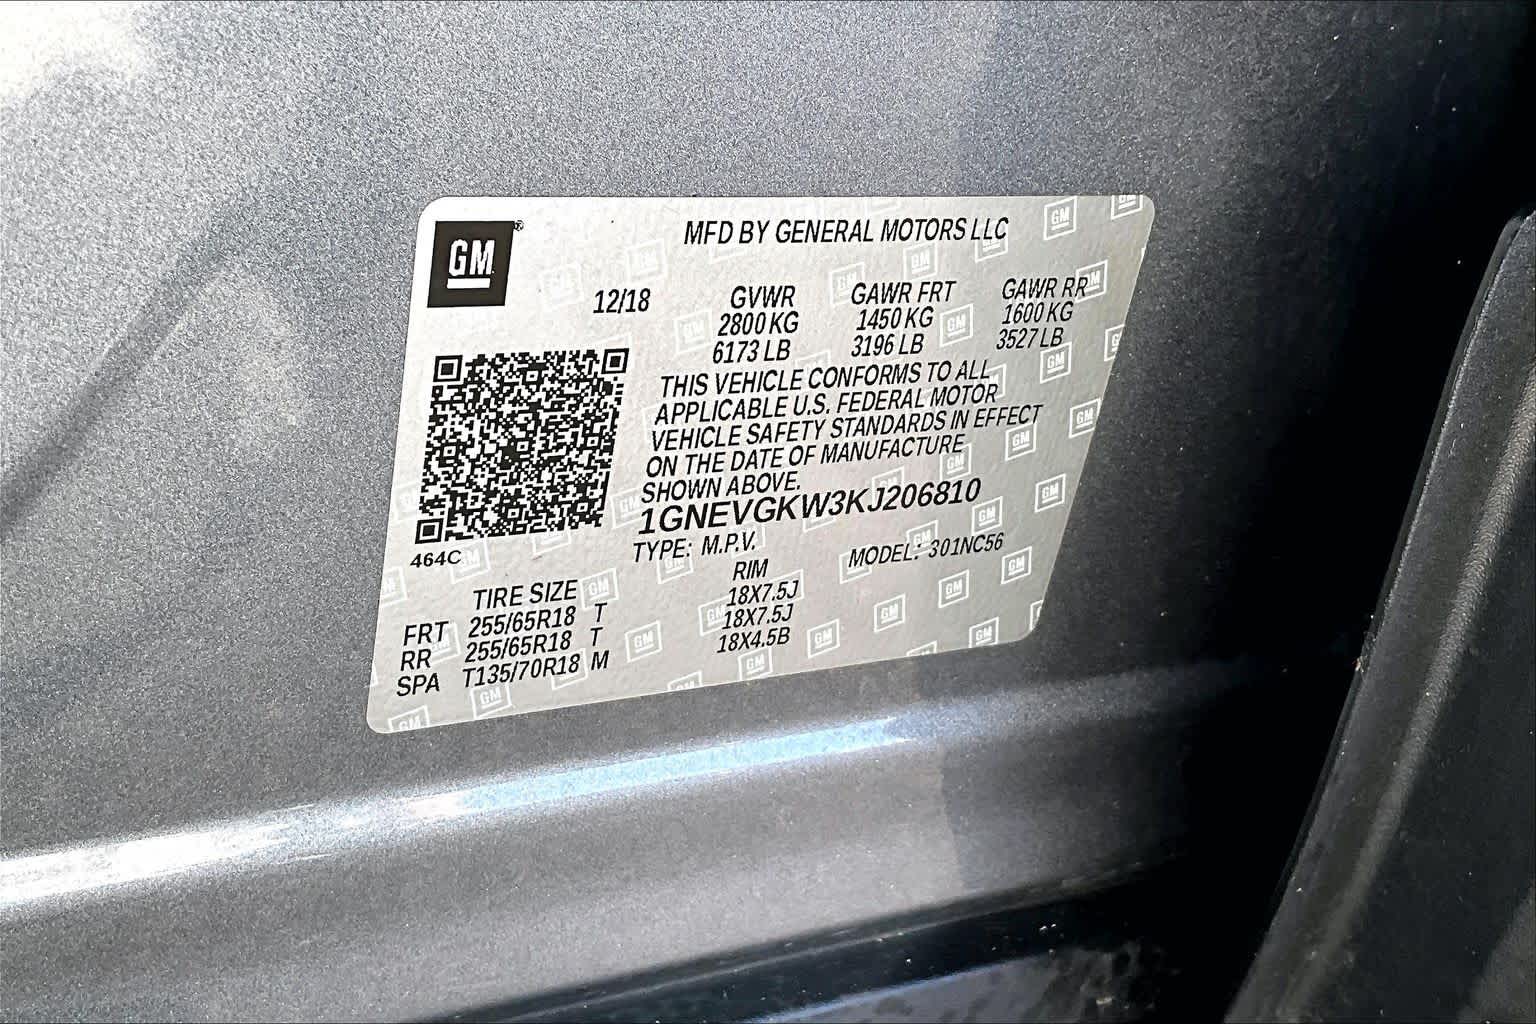 GM®
MFD BY GENERAL MOTORS LLC
12/18
GVWR GAWR FRT GAWR RR
2800 KG 1450 KG 1600 KG
6173 LB 3196 LB 3527 LB
THIS VEHICLE CONFORMS TO ALL
APPLICABLE U.S. FEDERAL MOTOR
VEHICLE SAFETY STANDARDS IN EFFECT
ON THE DATE OF MANUFACTURE
SHOWN ABOVE.
1GNEVGKW3KJ206810
464C
TYPE: M.P.V. MODEL: 301NC56
TIRE SIZE RIM
FRT 255/65R18 T 18X7.5J
RR 255/65R18 T 18X7.5J
SPA T135/70R18 M 18X4.5B